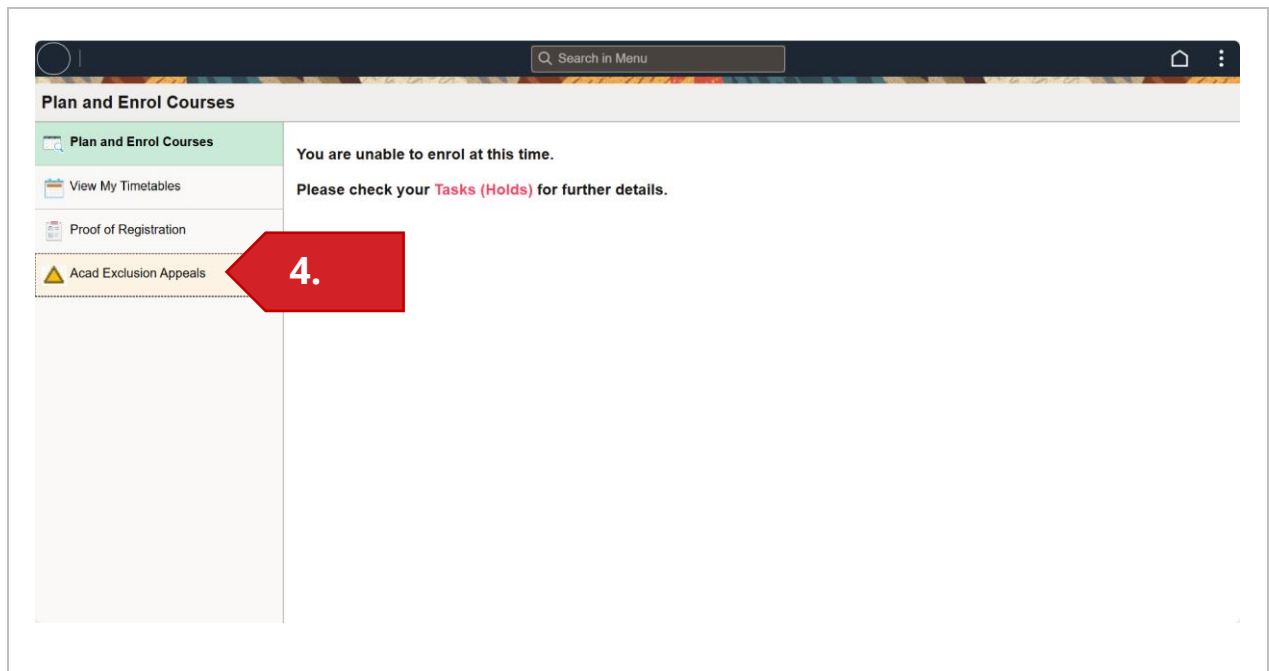 Search in Menu
Plan and Enrol Courses
Plan and Enrol Courses
View My Timetables
Proof of Registration
Acad Exclusion Appeals
4.
You are unable to enrol at this time.
Please check your Tasks (Holds) for further details.